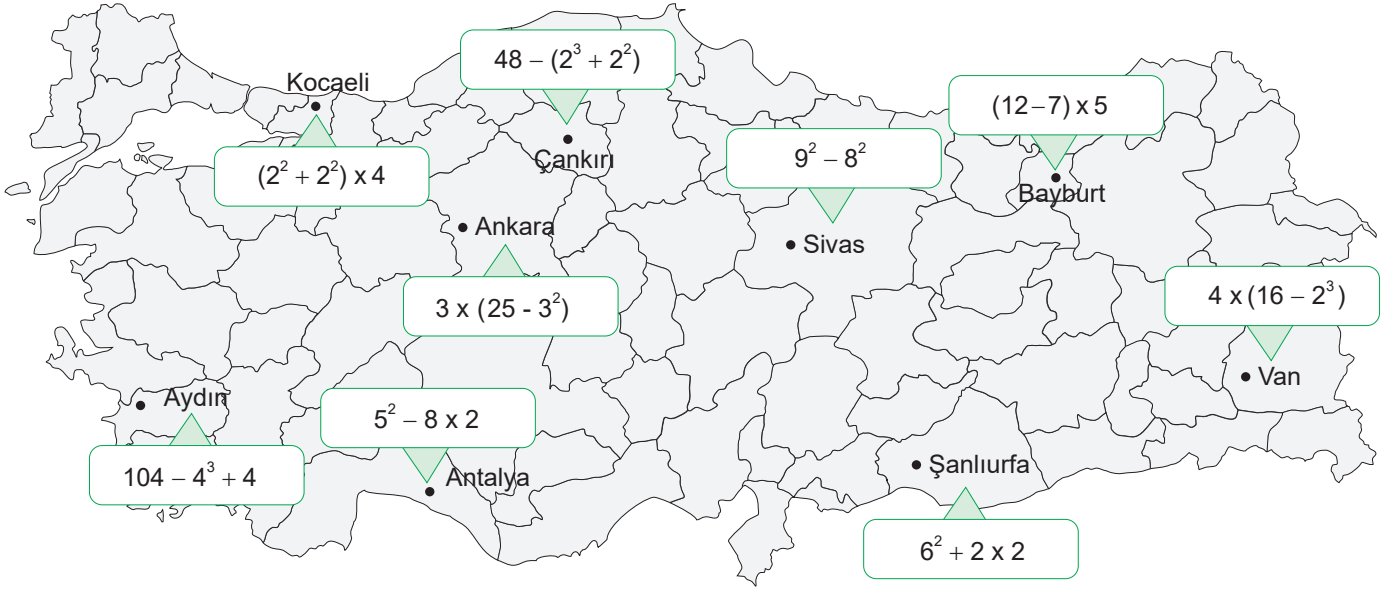 48 – (2³ + 2²)
Kocaeli
(12–7) x 5
Çankırı
9² – 8²
(2² + 2²) x 4
Bayburt
Ankara
Sivas
3 x (25 - 3²)
4 x (16 – 2³)
Van
Aydın
5² – 8 x 2
104 – 4³ + 4
Antalya
Şanlıurfa
6² + 2 x 2